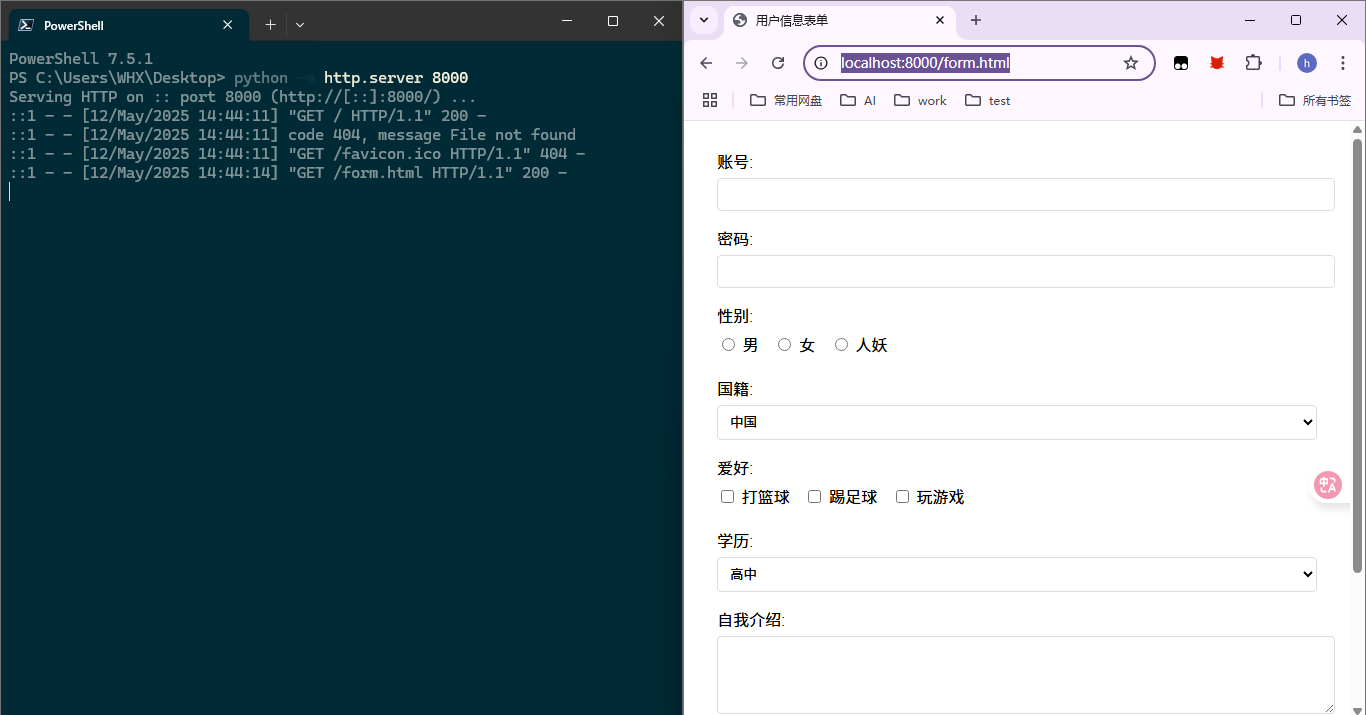 PowerShell
PowerShell 7.5.1
PS C:\Users\WHX\Desktop> python -m http.server 8000
Serving HTTP on :: port 8000 (http://[::]:8000/) ...
::1 - - [12/May/2025 14:44:11] "GET / HTTP/1.1" 200 -
::1 - - [12/May/2025 14:44:11] code 404, message File not found
::1 - - [12/May/2025 14:44:11] "GET /favicon.ico HTTP/1.1" 404 -
::1 - - [12/May/2025 14:44:14] "GET /form.html HTTP/1.1" 200 -
用户信息表单
localhost:8000/form.html
h
常用网盘 AI work test 所有书签
账号:
密码:
性别:
男 女 人妖
国籍:
中国
爱好:
打篮球 踢足球 玩游戏
学历:
高中
自我介绍:
中A